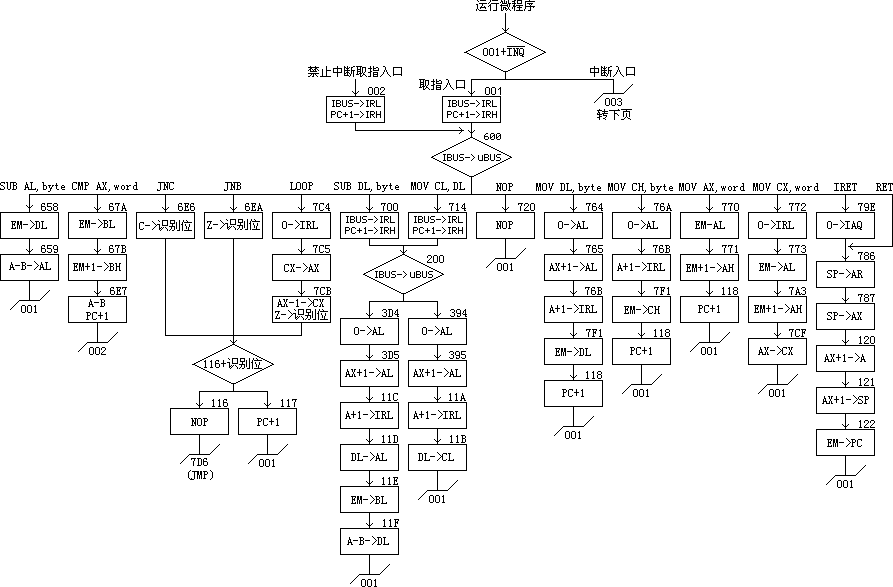 运行微程序
001+INQ
禁止中断取指入口
取指入口
中断入口
002
001
IBUS->IRL
PC+1->IRH
IBUS->IRL
PC+1->IRH
003
转下页
600
IBUS->uBUS
SUB AL,byte CMP AX,word JNC JNB LOOP SUB DL,byte MOV CL,DL NOP MOV DL,byte MOV CH,byte MOV AX,word MOV CX,word IRET RET
658 67A 6E6 6EA 7C4 700 714 720 764 76A 770 772 79E
EM->DL EM->BL C->识别位 Z->识别位 0->IRL IBUS->IRL IBUS->IRL NOP 0->AL 0->AL EM-AL 0->IRL 0->IAQ
PC+1->IRH PC+1->IRH
659 67B 7C5 200 001 765 76B 771 773 786
A-B->AL EM+1->BH CX->AX IBUS->uBUS AX+1->AL A+1->IRL EM+1->AH EM->AL SP->AR
001 6E7 7CB 76B 7F1 118 7A3 787
A-B AX-1->CX A+1->IRL EM->CH PC+1 EM+1->AH SP->AX
PC+1 Z->识别位
002 3D4 394 7F1 118 001 7CF 120
0->AL 0->AL EM->DL PC+1 AX->CX AX+1->A
116+识别位 3D5 395 118 001 001 121
AX+1->AL AX+1->AL PC+1 AX+1->SP
116 117 11C 11A 001 122
NOP PC+1 A+1->IRL A+1->IRL EM->PC
7D6 001 11D 11B 001
(JMP) DL->AL DL->CL
11E 001
EM->BL
11F
A-B->DL
001